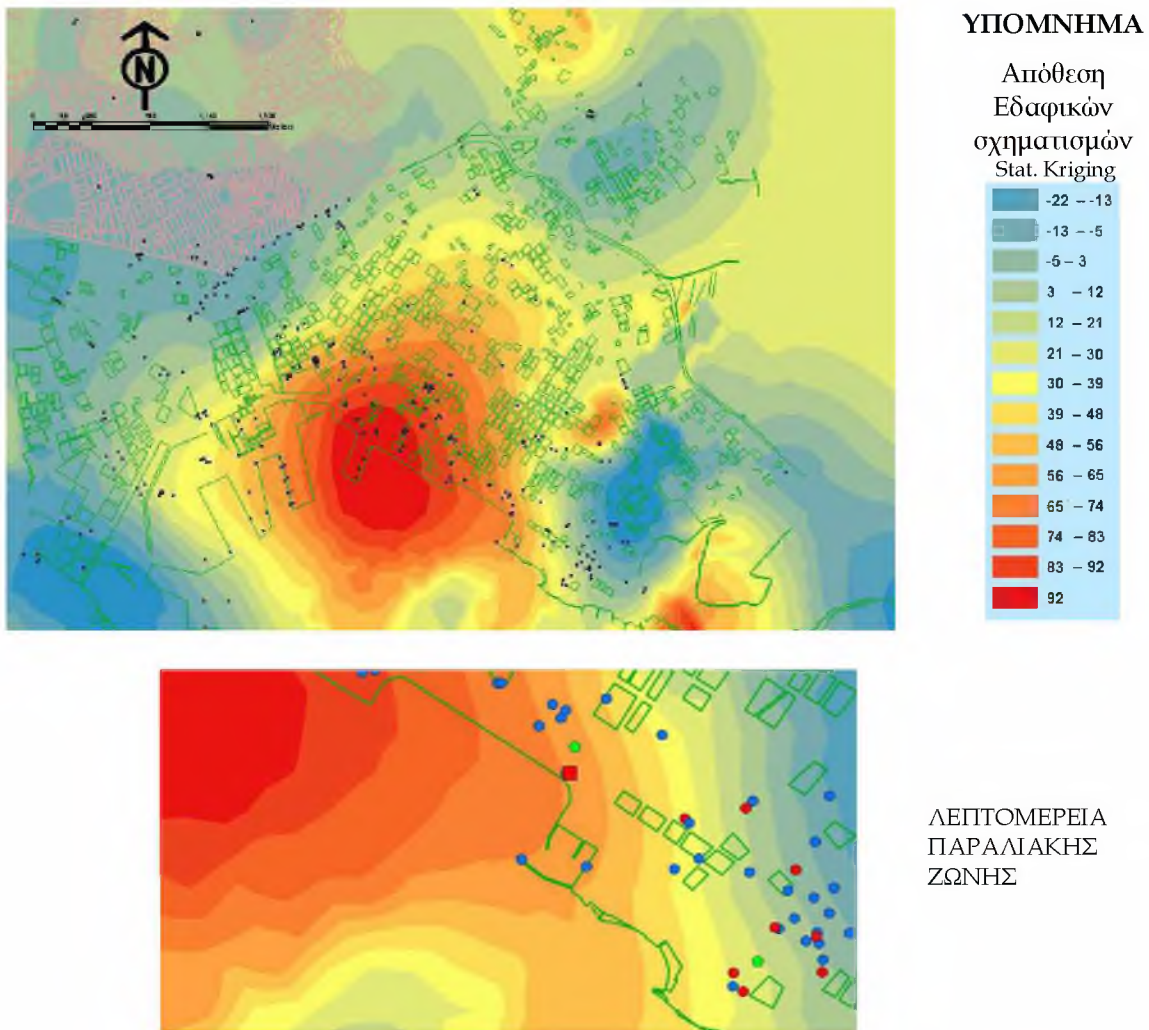 ΥΠΟΜΝΗΜΑ
Απόθεση
Εδαφικών
σχηματισμών
Stat. Kriging
-22 – -13
-13 – -5
-5 – 3
3 – 12
12 – 21
21 – 30
30 – 39
39 – 48
48 – 56
56 – 65
65 – 74
74 – 83
83 – 92
92
N
ΛΕΠΤΟΜΕΡΕΙΑ
ΠΑΡΑΛΙΑΚΗΣ
ΖΩΝΗΣ